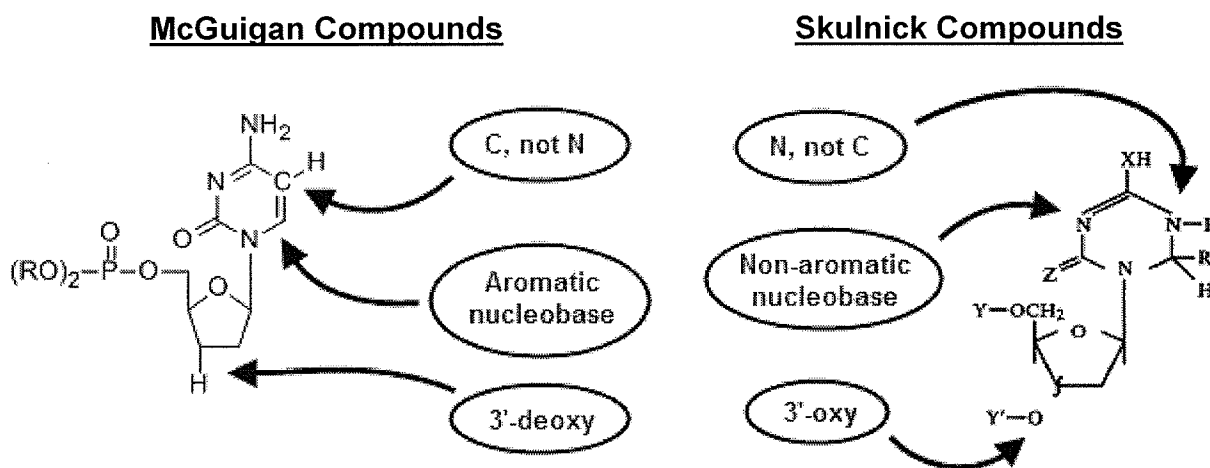 McGuigan Compounds
NH₂
H
N
C
O
N
O
(RO)₂
P
O
O
H
C, not N
Aromatic
nucleobase
3'-deoxy
Skulnick Compounds
N, not C
Non-aromatic
nucleobase
3'-oxy
XH
N
N
Z
N
H
Y—OCH₂
O
Y'—O